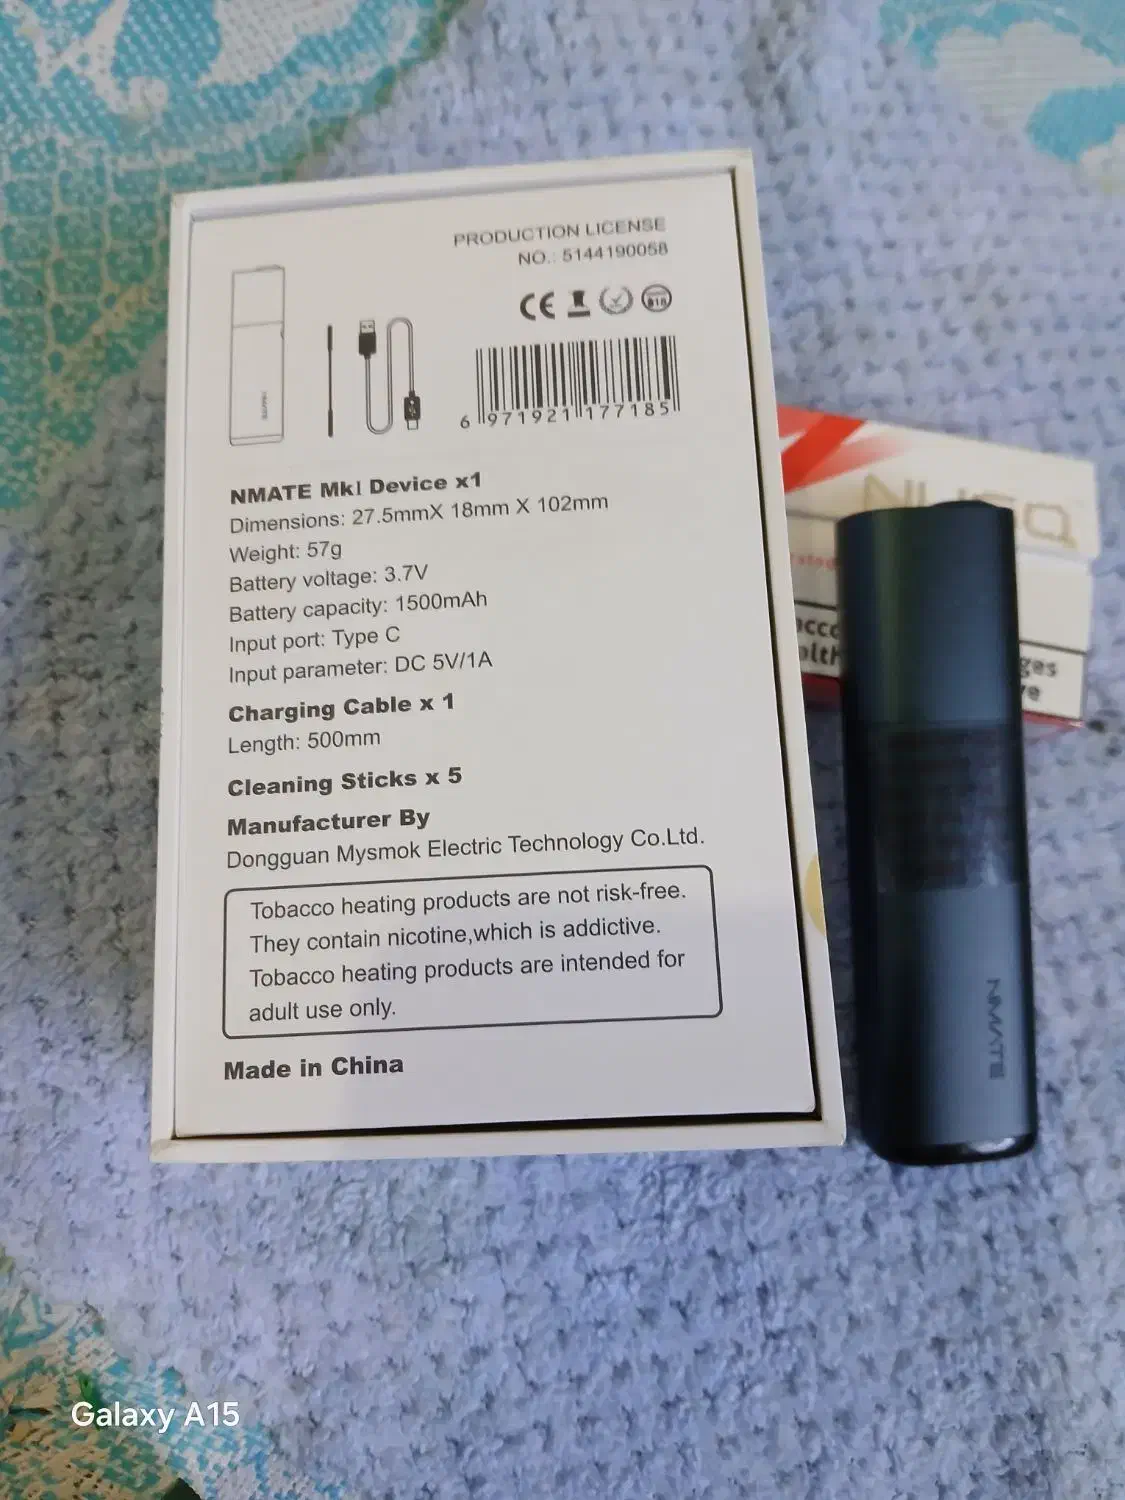 PRODUCTION LICENSE
NO.: 5144190058
CE
6 971921 177185
NMATE
NMATE MkI Device x1
Dimensions: 27.5mmX 18mm X 102mm
Weight: 57g
Battery voltage: 3.7V
Battery capacity: 1500mAh
Input port: Type C
Input parameter: DC 5V/1A
Charging Cable x 1
Length: 500mm
Cleaning Sticks x 5
Manufacturer By
Dongguan Mysmok Electric Technology Co.Ltd.
Tobacco heating products are not risk-free.
They contain nicotine,which is addictive.
Tobacco heating products are intended for
adult use only.
Made in China
NMATE
Galaxy A15